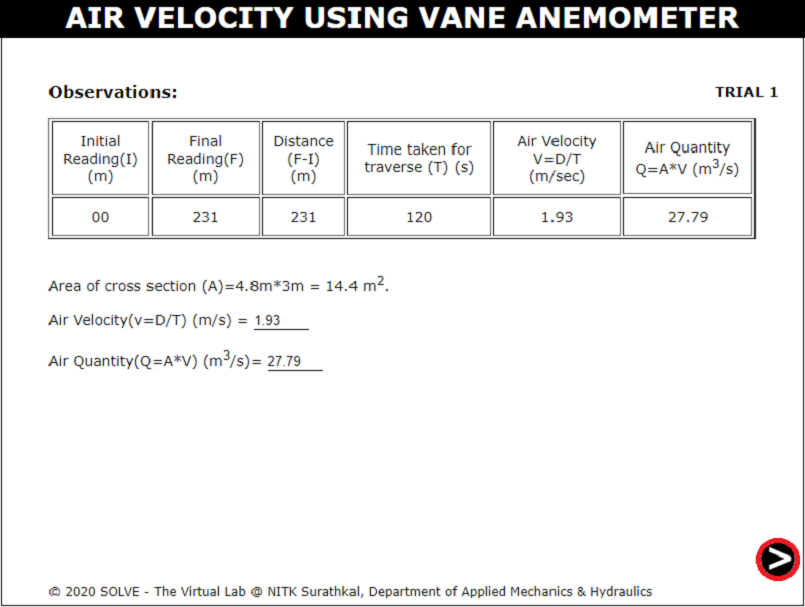 AIR VELOCITY USING VANE ANEMOMETER
Observations:
TRIAL 1
Initial Reading(I) (m)
Final Reading(F) (m)
Distance (F-I) (m)
Time taken for traverse (T) (s)
Air Velocity V=D/T (m/sec)
Air Quantity Q=A*V (m³/s)
00 231 231 120 1.93 27.79
Area of cross section (A)=4.8m*3m = 14.4 m².
Air Velocity(v=D/T) (m/s) = 1.93
Air Quantity(Q=A*V) (m³/s)= 27.79
© 2020 SOLVE - The Virtual Lab @ NITK Surathkal, Department of Applied Mechanics & Hydraulics